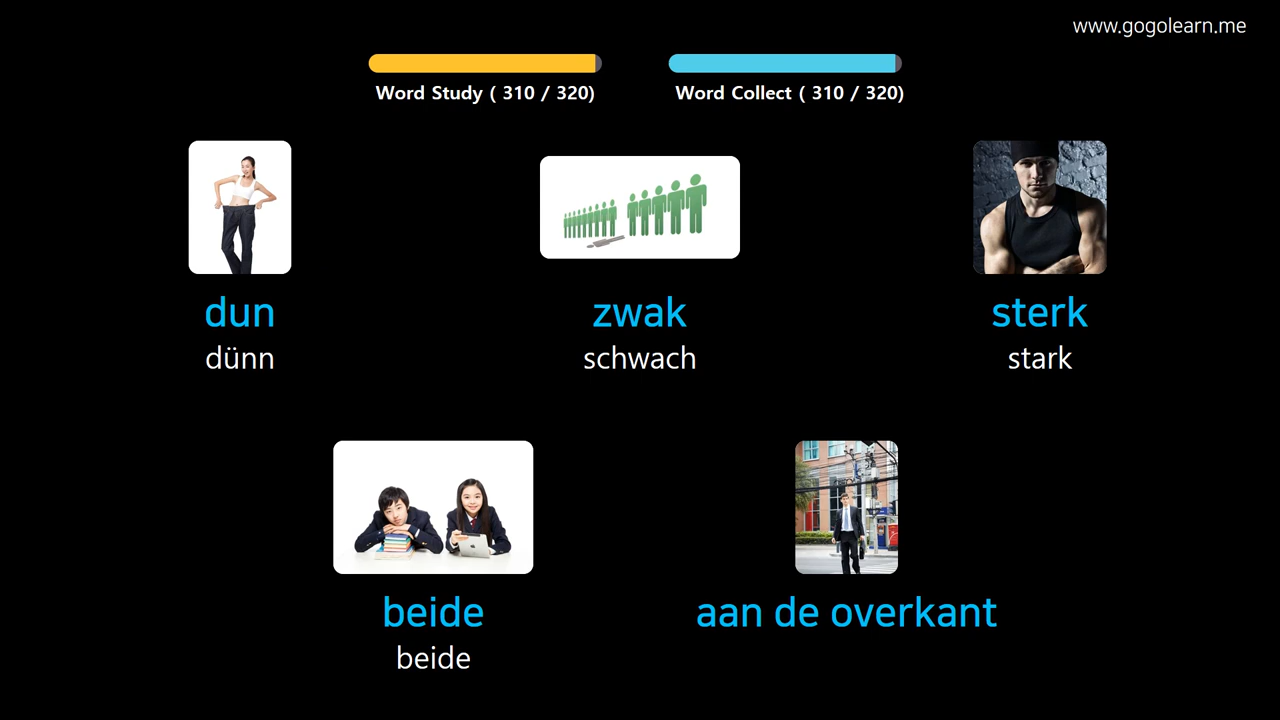 www.gogolearn.me
Word Study ( 310 / 320)
Word Collect ( 310 / 320)
dun
dünn
zwak
schwach
sterk
stark
beide
beide
aan de overkant